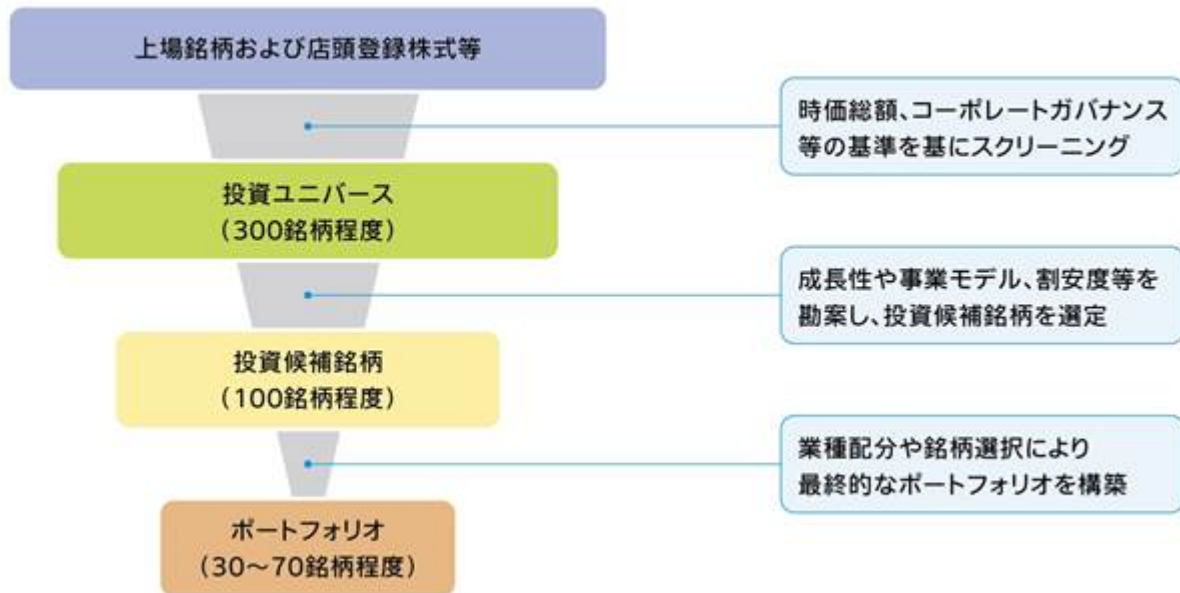 上場銘柄および店頭登録株式等
時価総額、コーポレートガバナンス
等の基準を基にスクリーニング
投資ユニバース
(300銘柄程度)
成長性や事業モデル、割安度等を
勘案し、投資候補銘柄を選定
投資候補銘柄
(100銘柄程度)
業種配分や銘柄選択により
最終的なポートフォリオを構築
ポートフォリオ
(30〜70銘柄程度)